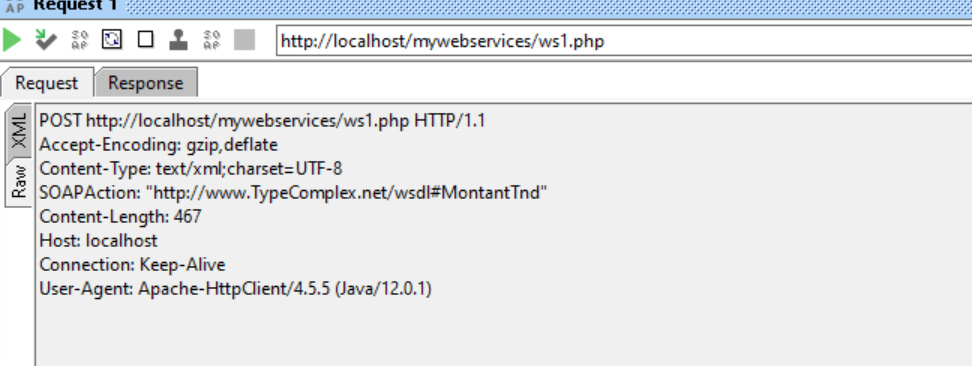 Request 1
http://localhost/mywebservices/ws1.php
Request Response
XML
Raw
POST http://localhost/mywebservices/ws1.php HTTP/1.1
Accept-Encoding: gzip,deflate
Content-Type: text/xml;charset=UTF-8
SOAPAction: "http://www.TypeComplex.net/wsdl#MontantTnd"
Content-Length: 467
Host: localhost
Connection: Keep-Alive
User-Agent: Apache-HttpClient/4.5.5 (Java/12.0.1)